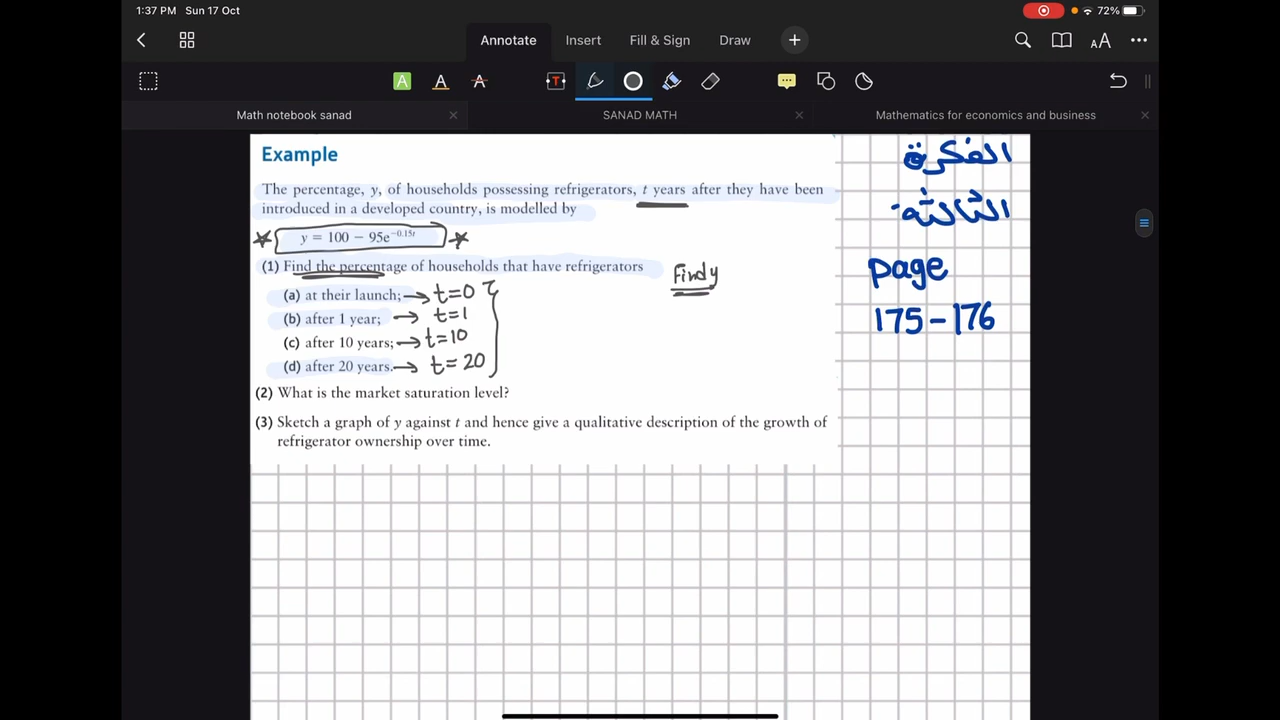 1:37 PM Sun 17 Oct
72%
Annotate Insert Fill & Sign Draw
Math notebook sanad
SANAD MATH
Mathematics for economics and business
Example
The percentage, y, of households possessing refrigerators, t years after they have been
introduced in a developed country, is modelled by
y = 100 − 95e^−0.15t
(1) Find the percentage of households that have refrigerators
Find y
(a) at their launch; → t=0
(b) after 1 year; → t=1
(c) after 10 years; → t=10
(d) after 20 years. → t=20
(2) What is the market saturation level?
(3) Sketch a graph of y against t and hence give a qualitative description of the growth of
refrigerator ownership over time.
الفكرة
الثالثة
page
175-176